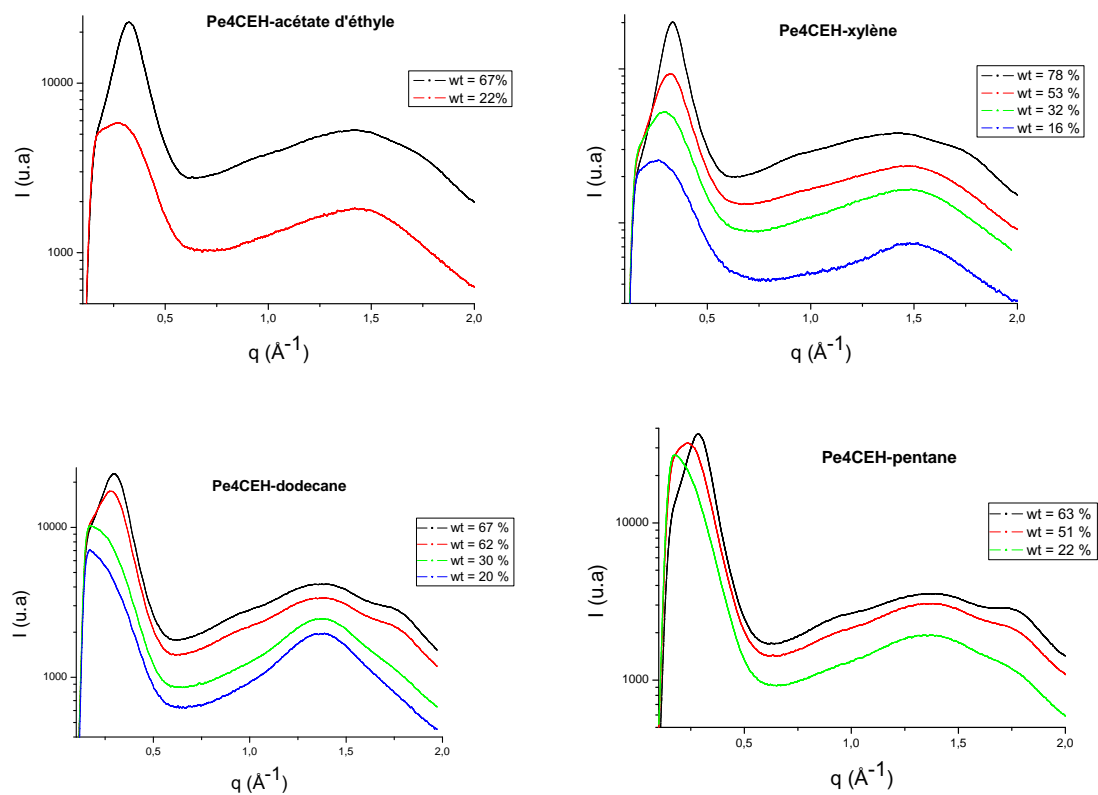 Pe4CEH-acétate d'éthyle
wt = 67%
wt = 22%
10000
1000
I (u.a)
0,5
1,0
1,5
2,0
q (Å-1)
Pe4CEH-xylène
wt = 78 %
wt = 53 %
wt = 32 %
wt = 16 %
I (u.a)
0,5
1,0
1,5
2,0
q (Å-1)
Pe4CEH-dodecane
wt = 67 %
wt = 62 %
wt = 30 %
wt = 20 %
10000
1000
I (u.a)
0,5
1,0
1,5
2,0
q (Å-1)
Pe4CEH-pentane
wt = 63 %
wt = 51 %
wt = 22 %
10000
1000
I (u.a)
0,5
1,0
1,5
2,0
q (Å-1)